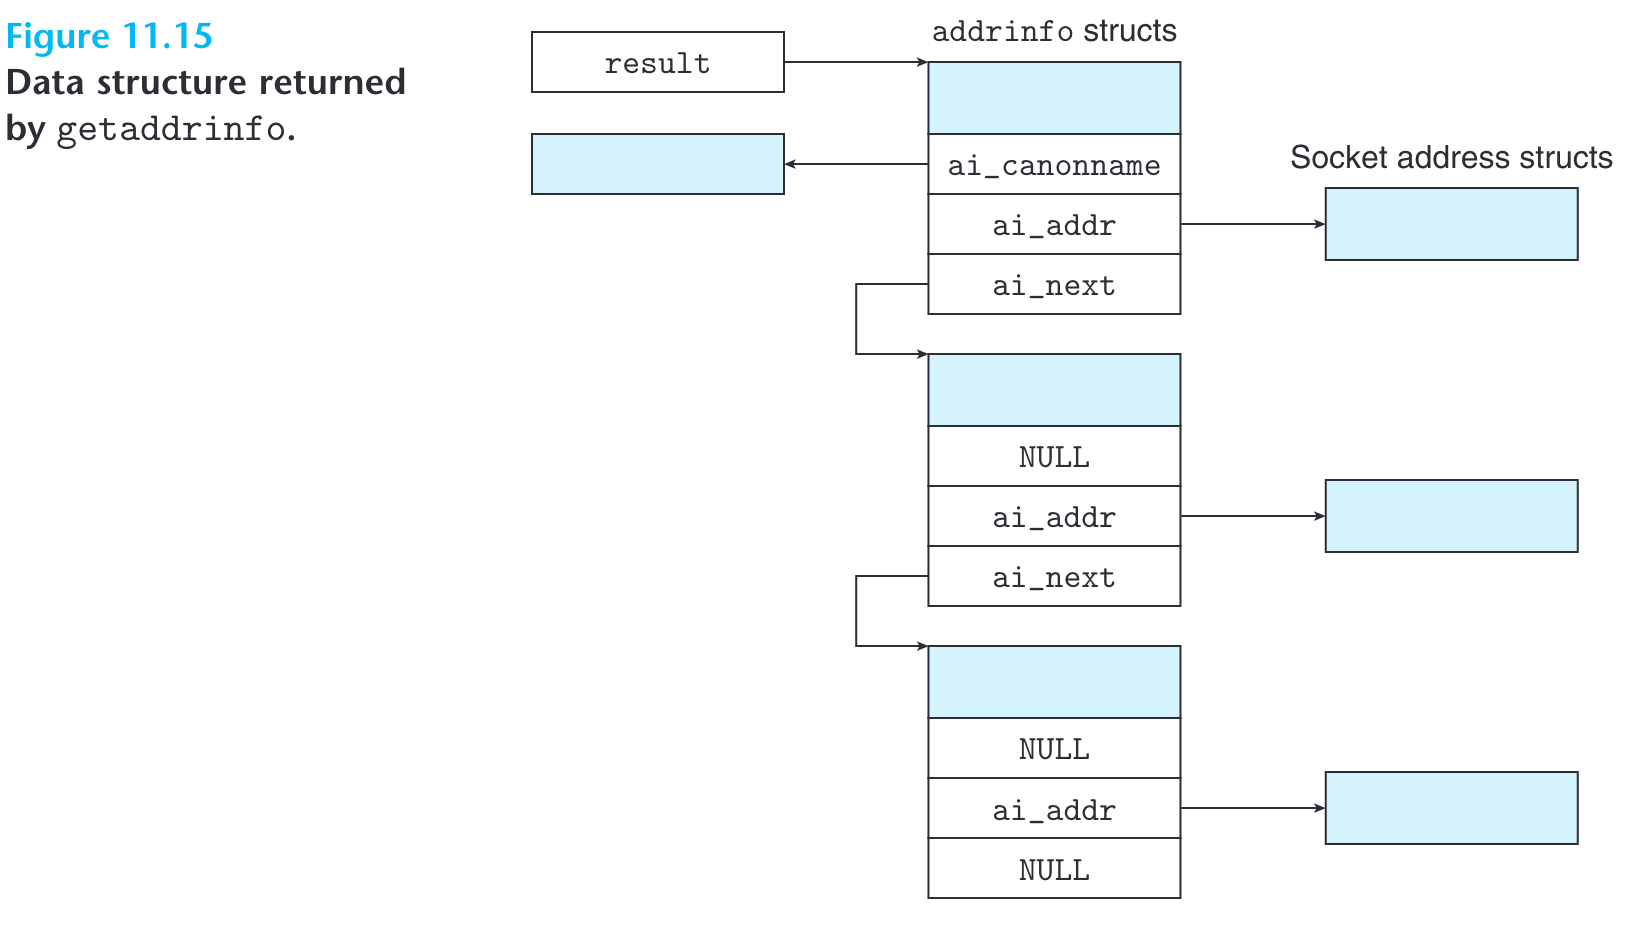 Figure 11.15
Data structure returned
by getaddrinfo.
addrinfo structs
result
ai_canonname
Socket address structs
ai_addr
ai_next
NULL
ai_addr
ai_next
NULL
ai_addr
NULL